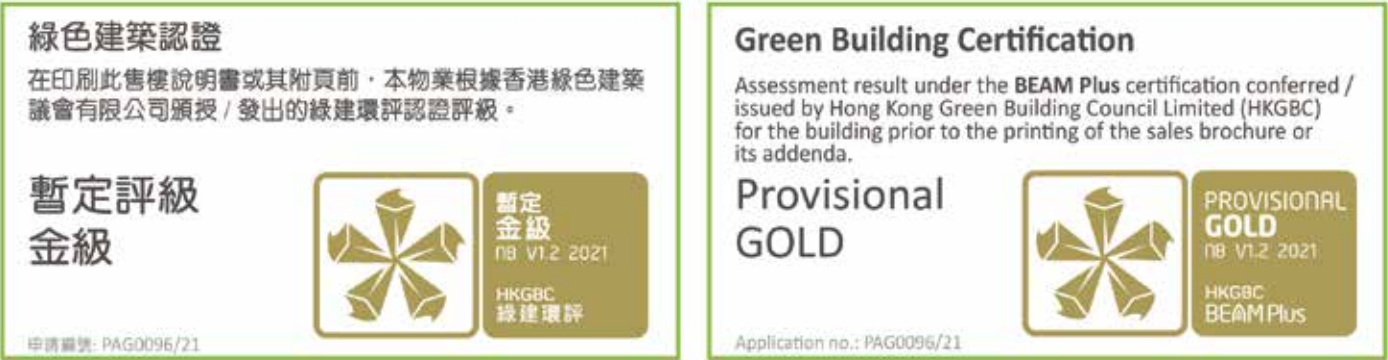 綠色建築認證
在印刷此售樓說明書或其附頁前，本物業根據香港綠色建築
議會有限公司頒授 / 發出的綠建環評認證評級。
暫定評級
金級
暫定
金級
NB V1.2 2021
HKGBC
綠建環評
申請編號: PAG0096/21
Green Building Certification
Assessment result under the BEAM Plus certification conferred /
issued by Hong Kong Green Building Council Limited (HKGBC)
for the building prior to the printing of the sales brochure or
its addenda.
Provisional
GOLD
PROVISIONAL
GOLD
NB V1.2 2021
HKGBC
BEAM Plus
Application no.: PAG0096/21